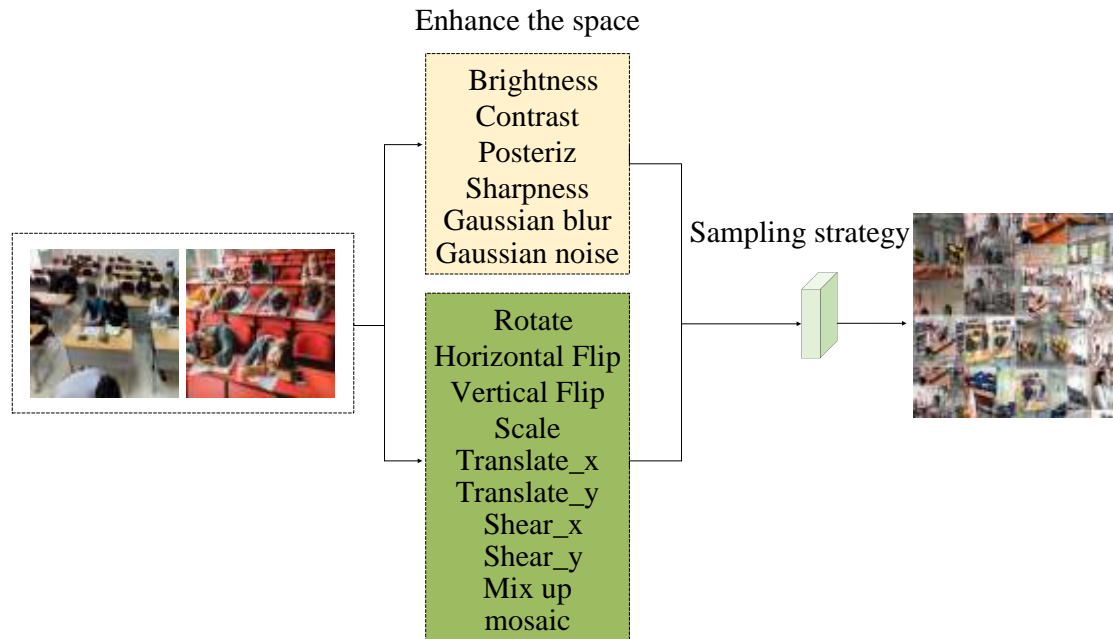 Enhance the space
Brightness
Contrast
Posteriz
Sharpness
Gaussian blur
Gaussian noise
Sampling strategy
Rotate
Horizontal Flip
Vertical Flip
Scale
Translate_x
Translate_y
Shear_x
Shear_y
Mix up
mosaic